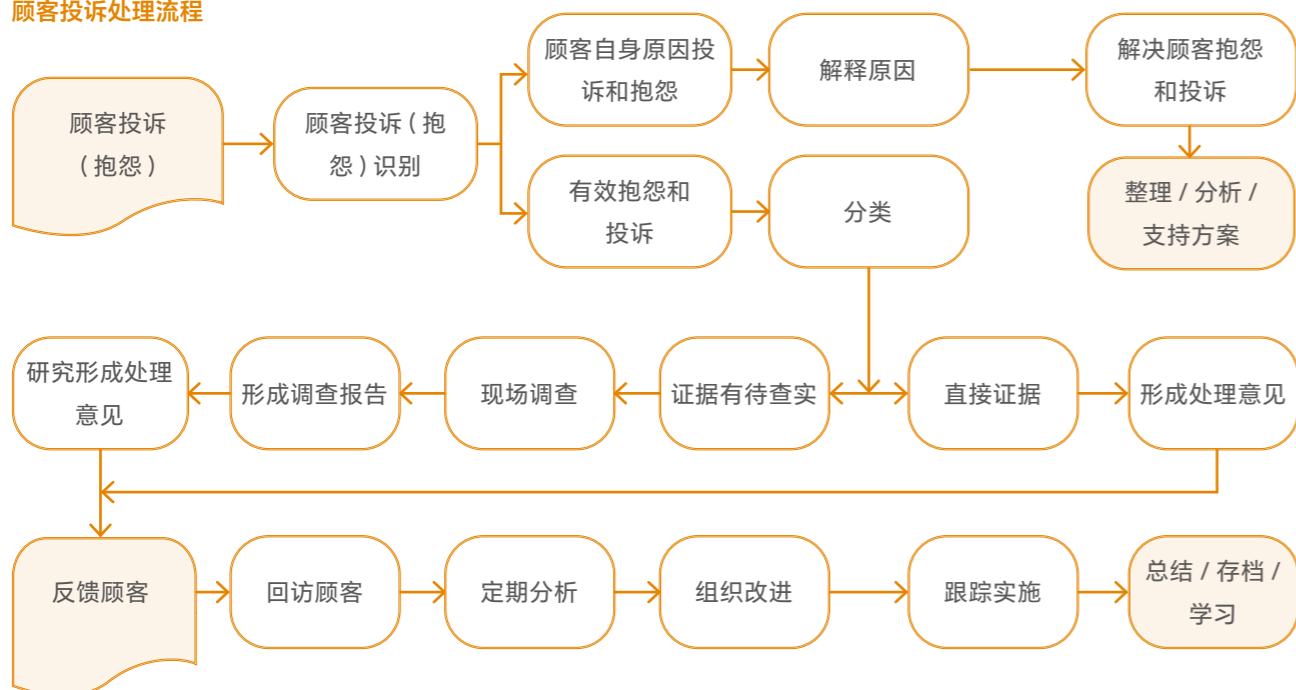 顾客投诉处理流程
顾客投诉
（抱怨）
顾客投诉（抱
怨）识别
顾客自身原因投
诉和抱怨
解释原因
解决顾客抱怨
和投诉
有效抱怨和
投诉
分类
整理 / 分析 /
支持方案
研究形成处理
意见
形成调查报告
现场调查
证据有待查实
直接证据
形成处理意见
反馈顾客
回访顾客
定期分析
组织改进
跟踪实施
总结 / 存档 /
学习